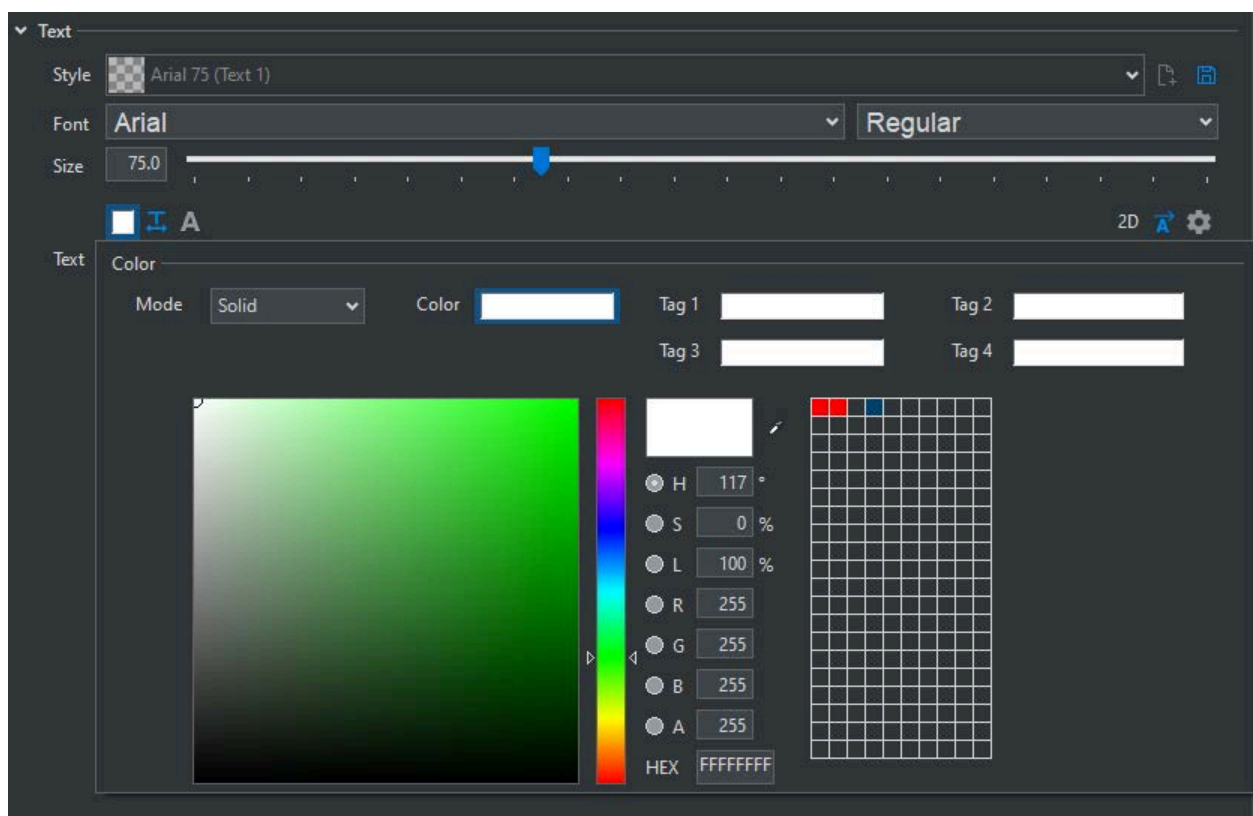 Text
Style Arial 75 (Text 1)
Font Arial Regular
Size 75.0
A 2D A
Text Color
Mode Solid Color Tag 1 Tag 2
Tag 3 Tag 4
H 117 °
S 0 %
L 100 %
R 255
G 255
B 255
A 255
HEX FFFFFFFF